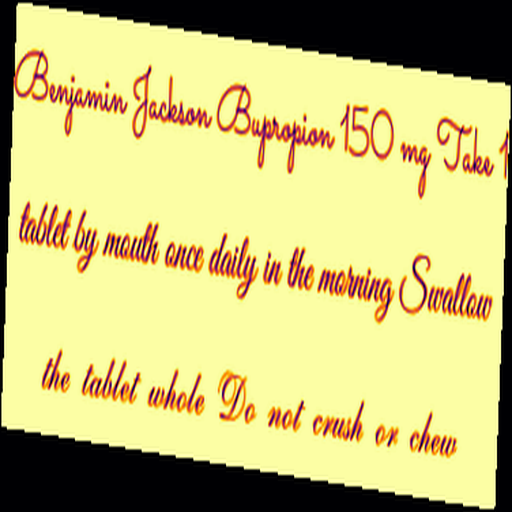 Benjamin Jackson Bupropion 150 mg Take 1
tablet by mouth once daily in the morning Swallow
the tablet whole Do not crush or chew